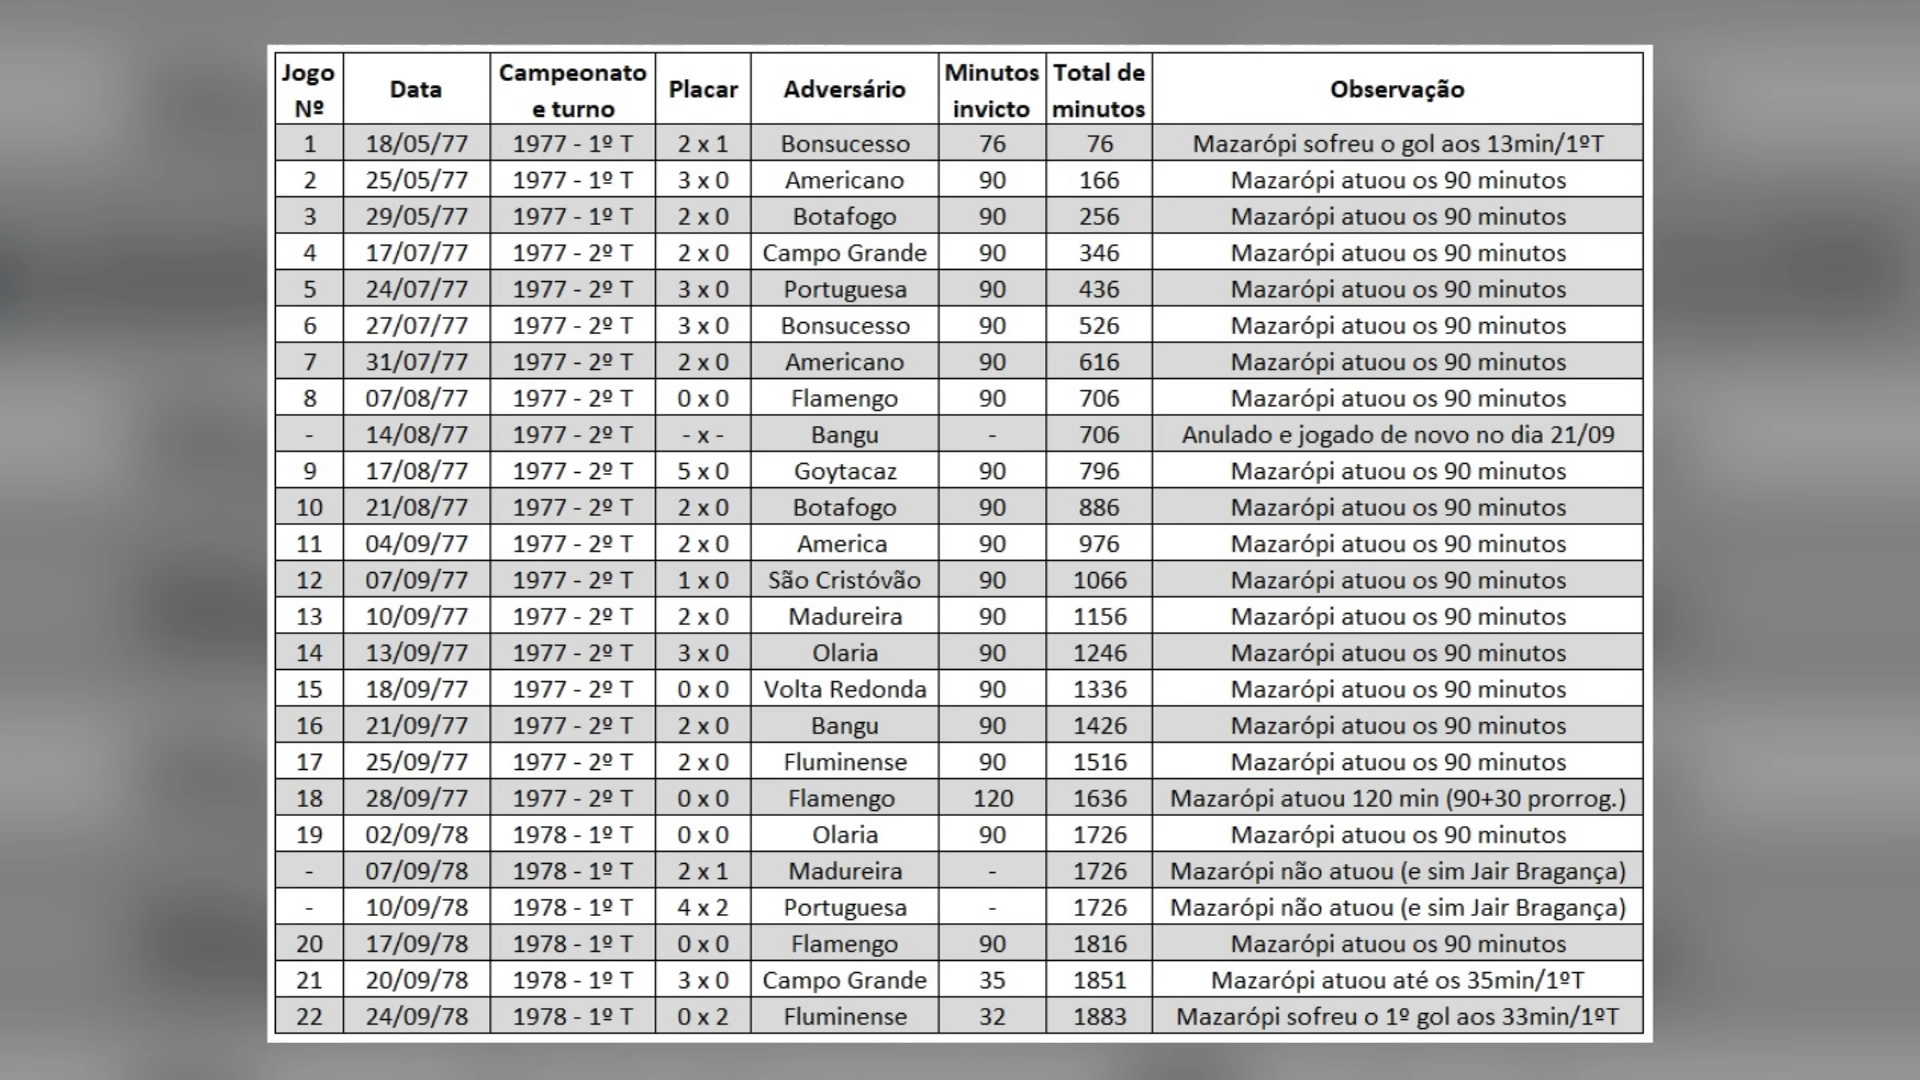 Jogo Nº Data Campeonato e turno Placar Adversário Minutos invicto Total de minutos Observação
1 18/05/77 1977 - 1º T 2 x 1 Bonsucesso 76 76 Mazarópi sofreu o gol aos 13min/1ºT
2 25/05/77 1977 - 1º T 3 x 0 Americano 90 166 Mazarópi atuou os 90 minutos
3 29/05/77 1977 - 1º T 2 x 0 Botafogo 90 256 Mazarópi atuou os 90 minutos
4 17/07/77 1977 - 2º T 2 x 0 Campo Grande 90 346 Mazarópi atuou os 90 minutos
5 24/07/77 1977 - 2º T 3 x 0 Portuguesa 90 436 Mazarópi atuou os 90 minutos
6 27/07/77 1977 - 2º T 3 x 0 Bonsucesso 90 526 Mazarópi atuou os 90 minutos
7 31/07/77 1977 - 2º T 2 x 0 Americano 90 616 Mazarópi atuou os 90 minutos
8 07/08/77 1977 - 2º T 0 x 0 Flamengo 90 706 Mazarópi atuou os 90 minutos
- 14/08/77 1977 - 2º T - x - Bangu - 706 Anulado e jogado de novo no dia 21/09
9 17/08/77 1977 - 2º T 5 x 0 Goytacaz 90 796 Mazarópi atuou os 90 minutos
10 21/08/77 1977 - 2º T 2 x 0 Botafogo 90 886 Mazarópi atuou os 90 minutos
11 04/09/77 1977 - 2º T 2 x 0 America 90 976 Mazarópi atuou os 90 minutos
12 07/09/77 1977 - 2º T 1 x 0 São Cristóvão 90 1066 Mazarópi atuou os 90 minutos
13 10/09/77 1977 - 2º T 2 x 0 Madureira 90 1156 Mazarópi atuou os 90 minutos
14 13/09/77 1977 - 2º T 3 x 0 Olaria 90 1246 Mazarópi atuou os 90 minutos
15 18/09/77 1977 - 2º T 0 x 0 Volta Redonda 90 1336 Mazarópi atuou os 90 minutos
16 21/09/77 1977 - 2º T 2 x 0 Bangu 90 1426 Mazarópi atuou os 90 minutos
17 25/09/77 1977 - 2º T 2 x 0 Fluminense 90 1516 Mazarópi atuou os 90 minutos
18 28/09/77 1977 - 2º T 0 x 0 Flamengo 120 1636 Mazarópi atuou 120 min (90+30 prorrog.)
19 02/09/78 1978 - 1º T 0 x 0 Olaria 90 1726 Mazarópi atuou os 90 minutos
- 07/09/78 1978 - 1º T 2 x 1 Madureira - 1726 Mazarópi não atuou (e sim Jair Bragança)
- 10/09/78 1978 - 1º T 4 x 2 Portuguesa - 1726 Mazarópi não atuou (e sim Jair Bragança)
20 17/09/78 1978 - 1º T 0 x 0 Flamengo 90 1816 Mazarópi atuou os 90 minutos
21 20/09/78 1978 - 1º T 3 x 0 Campo Grande 35 1851 Mazarópi atuou até os 35min/1ºT
22 24/09/78 1978 - 1º T 0 x 2 Fluminense 32 1883 Mazarópi sofreu o 1º gol aos 33min/1ºT